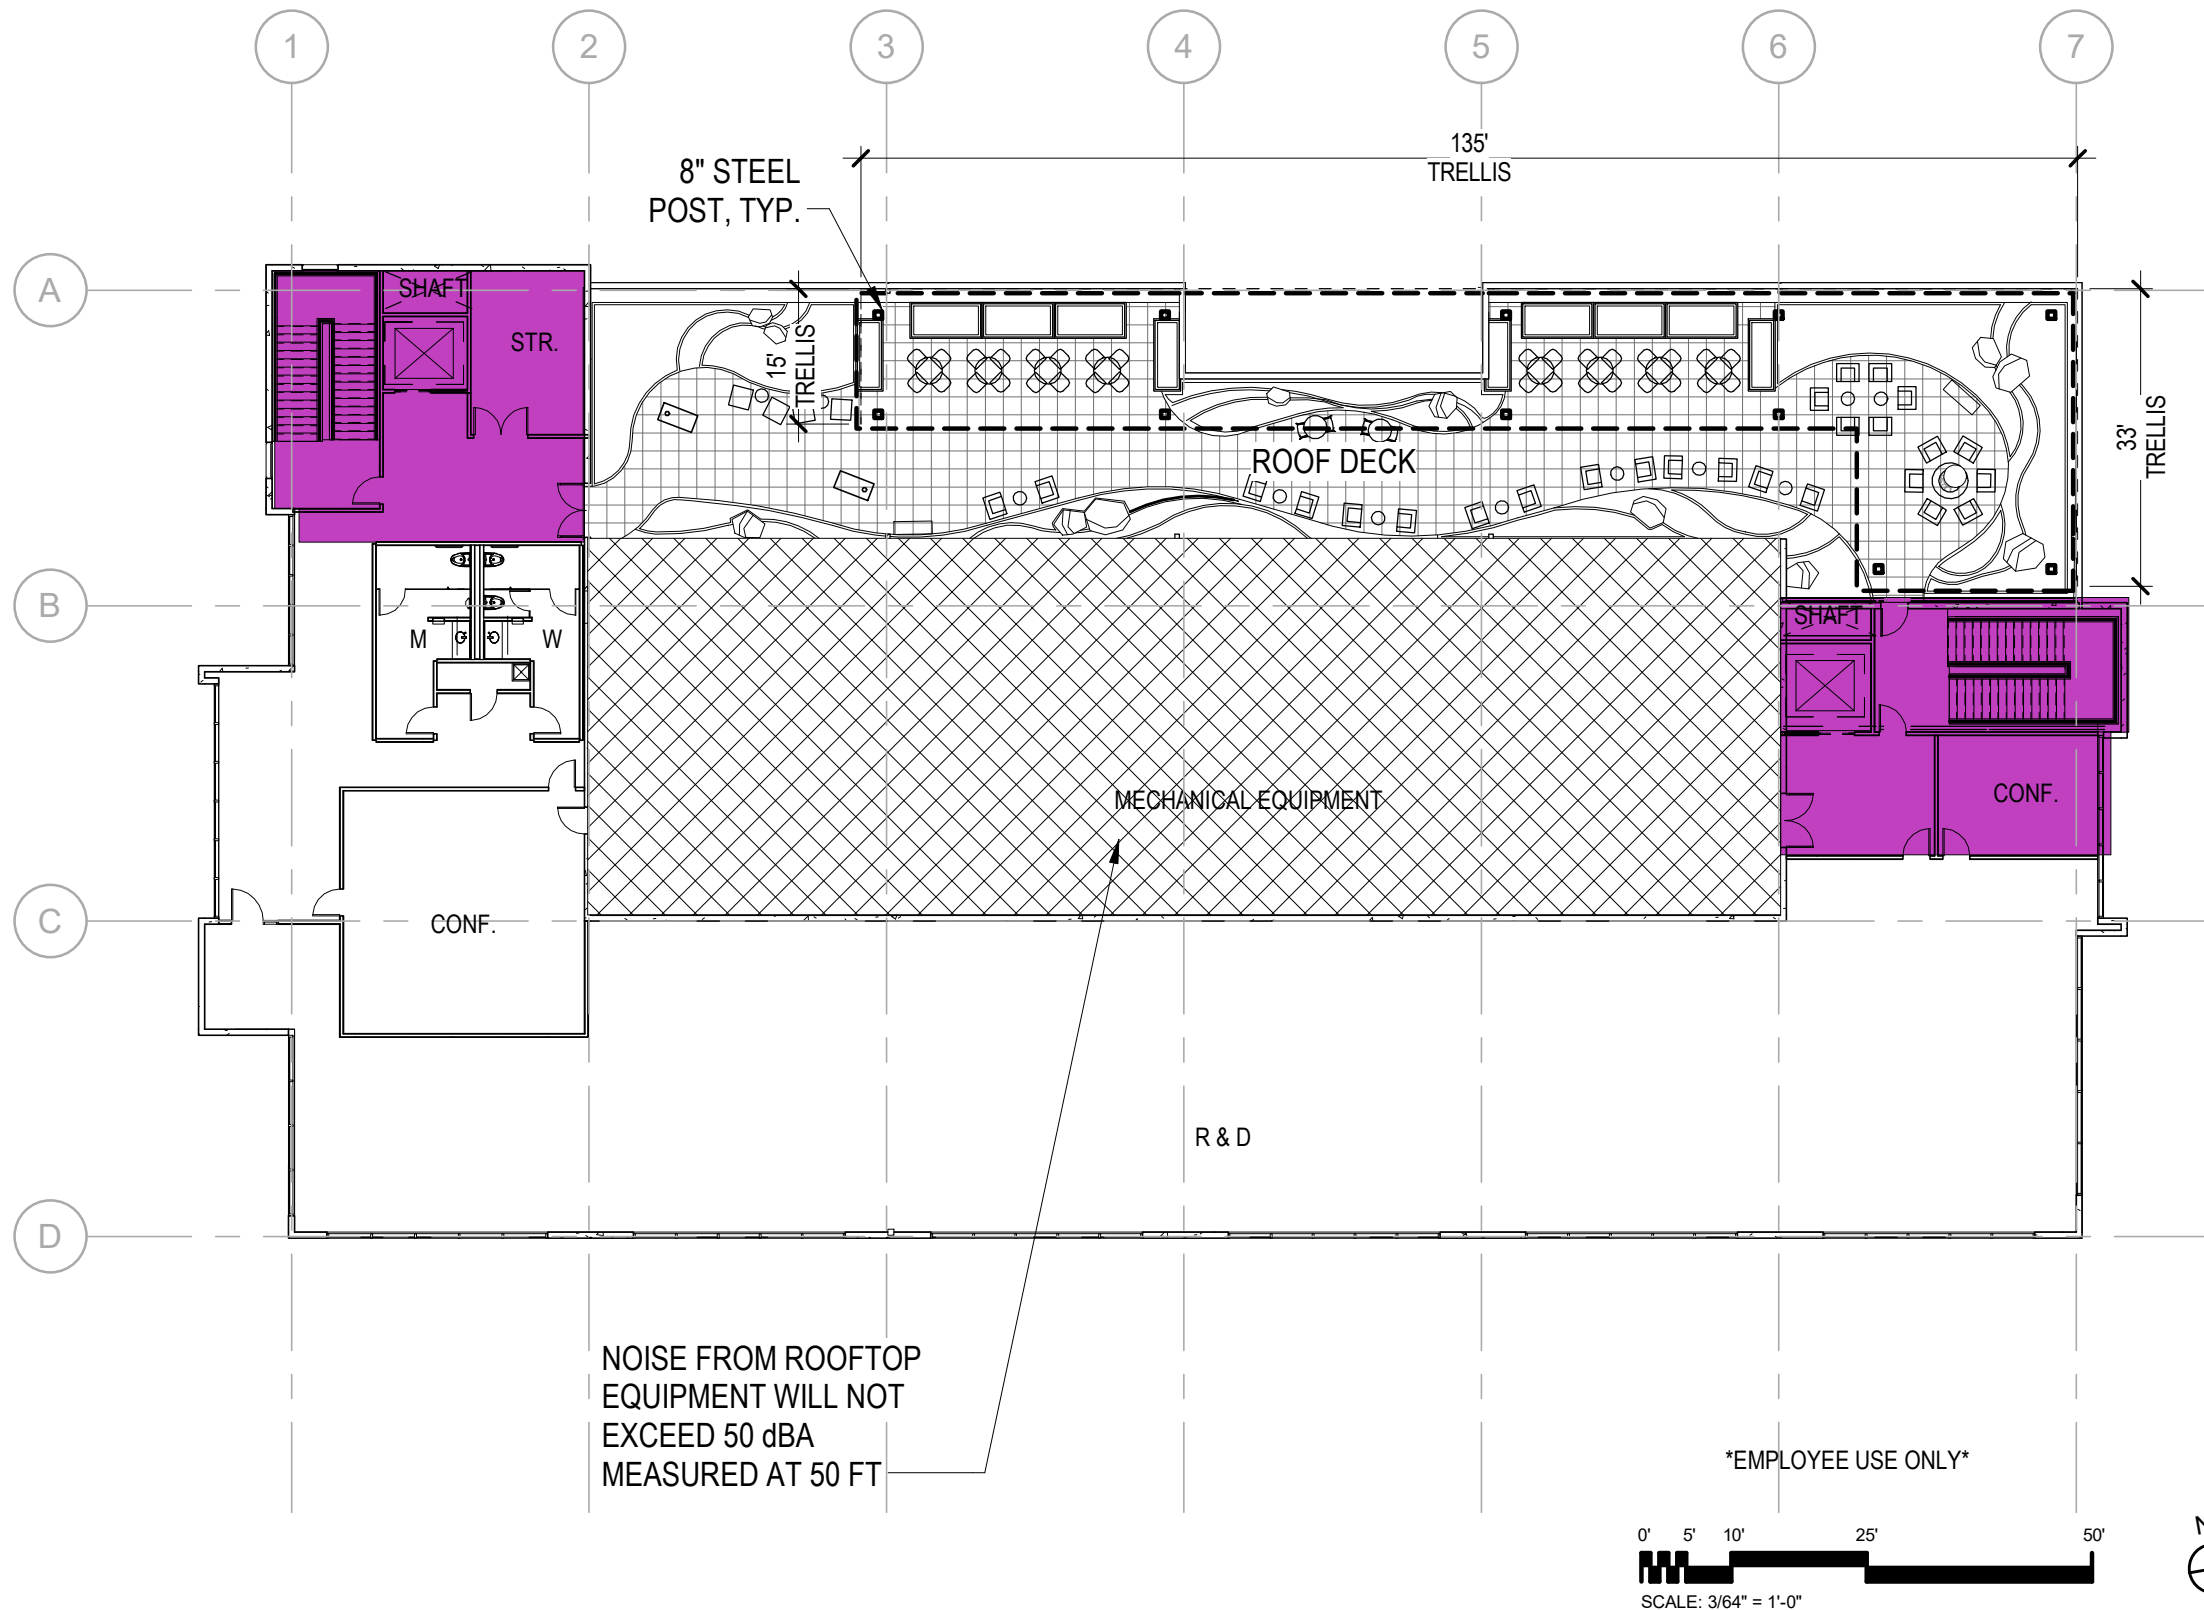 1 2 3 4 5 6 7
135'
TRELLIS
8" STEEL
POST, TYP.
A
SHAFT
STR.
15'
TRELLIS
33'
TRELLIS
ROOF DECK
B
M
W
SHAFT
MECHANICAL EQUIPMENT
CONF.
C
CONF.
R & D
D
NOISE FROM ROOFTOP
EQUIPMENT WILL NOT
EXCEED 50 dBA
MEASURED AT 50 FT
*EMPLOYEE USE ONLY*
0' 5' 10' 25' 50'
SCALE: 3/64" = 1'-0"